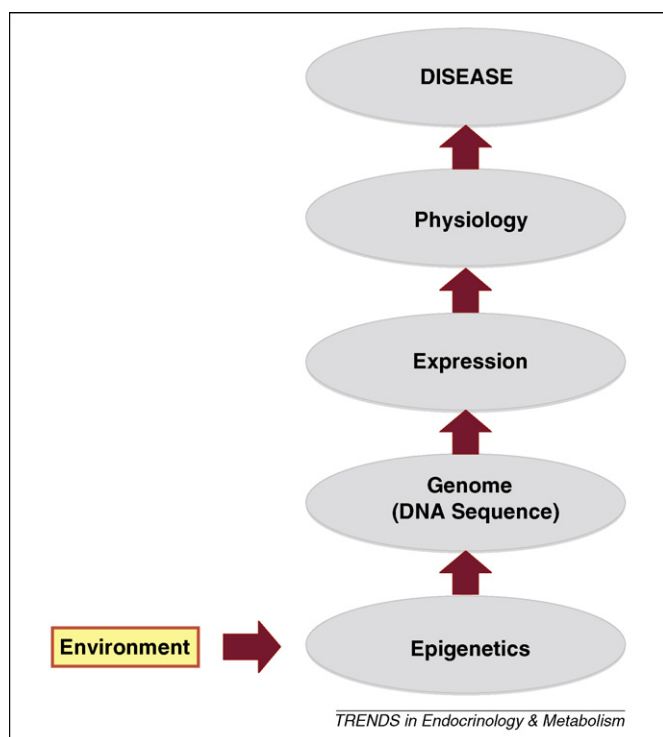 DISEASE
Physiology
Expression
Genome
(DNA Sequence)
Environment
Epigenetics
TRENDS in Endocrinology & Metabolism